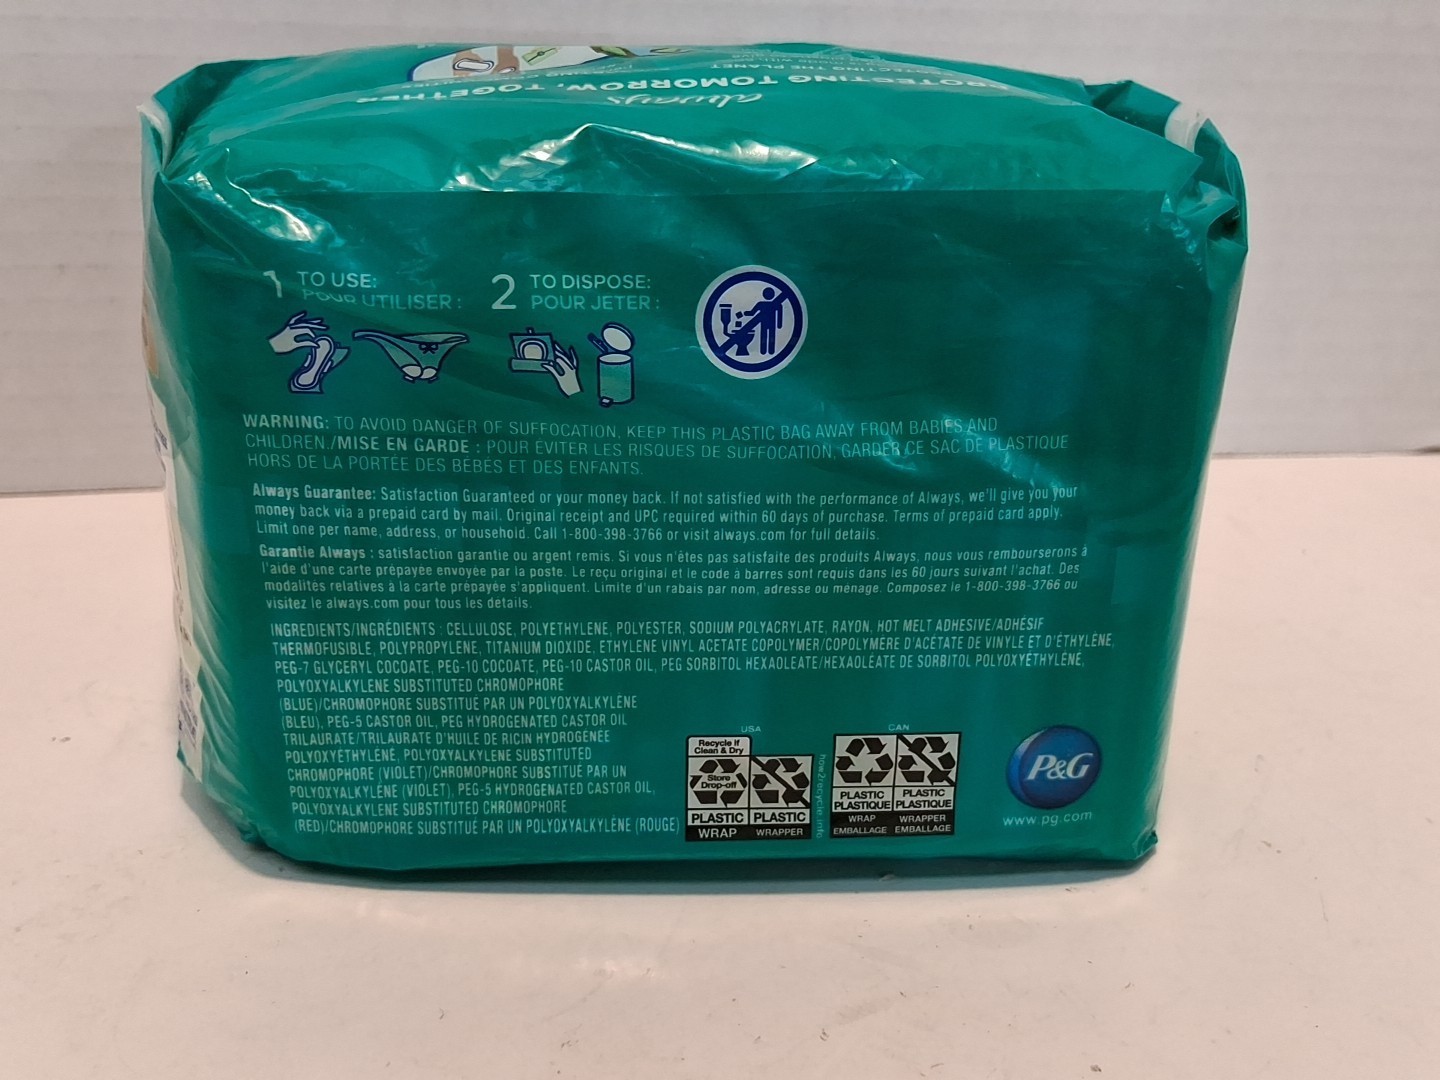 always
PROTECTING TOMORROW, TOGETHER
PROTECTING THE PLANET
1 TO USE:
POUR UTILISER :
2 TO DISPOSE:
POUR JETER :
WARNING: TO AVOID DANGER OF SUFFOCATION, KEEP THIS PLASTIC BAG AWAY FROM BABIES AND
CHILDREN./MISE EN GARDE : POUR ÉVITER LES RISQUES DE SUFFOCATION, GARDER CE SAC DE PLASTIQUE
HORS DE LA PORTÉE DES BÉBÉS ET DES ENFANTS.
Always Guarantee: Satisfaction Guaranteed or your money back. If not satisfied with the performance of Always, we'll give you your
money back via a prepaid card by mail. Original receipt and UPC required within 60 days of purchase. Terms of prepaid card apply.
Limit one per name, address, or household. Call 1-800-398-3766 or visit always.com for full details.
Garantie Always : satisfaction garantie ou argent remis. Si vous n'êtes pas satisfaite des produits Always, nous vous rembourserons à
l'aide d'une carte prépayée envoyée par la poste. Le reçu original et le code à barres sont requis dans les 60 jours suivant l'achat. Des
modalités relatives à la carte prépayée s'appliquent. Limite d'un rabais par nom, adresse ou ménage. Composez le 1-800-398-3766 ou
visitez le always.com pour tous les détails.
INGREDIENTS/INGRÉDIENTS : CELLULOSE, POLYETHYLENE, POLYESTER, SODIUM POLYACRYLATE, RAYON, HOT MELT ADHESIVE/ADHÉSIF
THERMOFUSIBLE, POLYPROPYLENE, TITANIUM DIOXIDE, ETHYLENE VINYL ACETATE COPOLYMER/COPOLYMÈRE D'ACÉTATE DE VINYLE ET D'ÉTHYLÈNE,
PEG-7 GLYCERYL COCOATE, PEG-10 COCOATE, PEG-10 CASTOR OIL, PEG SORBITOL HEXAOLEATE/HEXAOLÉATE DE SORBITOL POLYOXYÉTHYLÉNÉ,
POLYOXYALKYLENE SUBSTITUTED CHROMOPHORE
(BLUE)/CHROMOPHORE SUBSTITUÉ PAR UN POLYOXYALKYLÈNE
(BLEU), PEG-5 CASTOR OIL, PEG HYDROGENATED CASTOR OIL
TRILAURATE/TRILAURATE D'HUILE DE RICIN HYDROGÉNÉE
POLYOXYÉTHYLÉNÉ, POLYOXYALKYLENE SUBSTITUTED
CHROMOPHORE (VIOLET)/CHROMOPHORE SUBSTITUÉ PAR UN
POLYOXYALKYLÈNE (VIOLET), PEG-5 HYDROGENATED CASTOR OIL,
POLYOXYALKYLENE SUBSTITUTED CHROMOPHORE
(RED)/CHROMOPHORE SUBSTITUÉ PAR UN POLYOXYALKYLÈNE (ROUGE)
USA
Recycle if
Clean & Dry
Store
Drop-off
PLASTIC PLASTIC
WRAP WRAPPER
how2recycle.info
CAN
PLASTIC PLASTIC
PLASTIQUE PLASTIQUE
WRAP WRAPPER
EMBALLAGE EMBALLAGE
P&G
www.pg.com